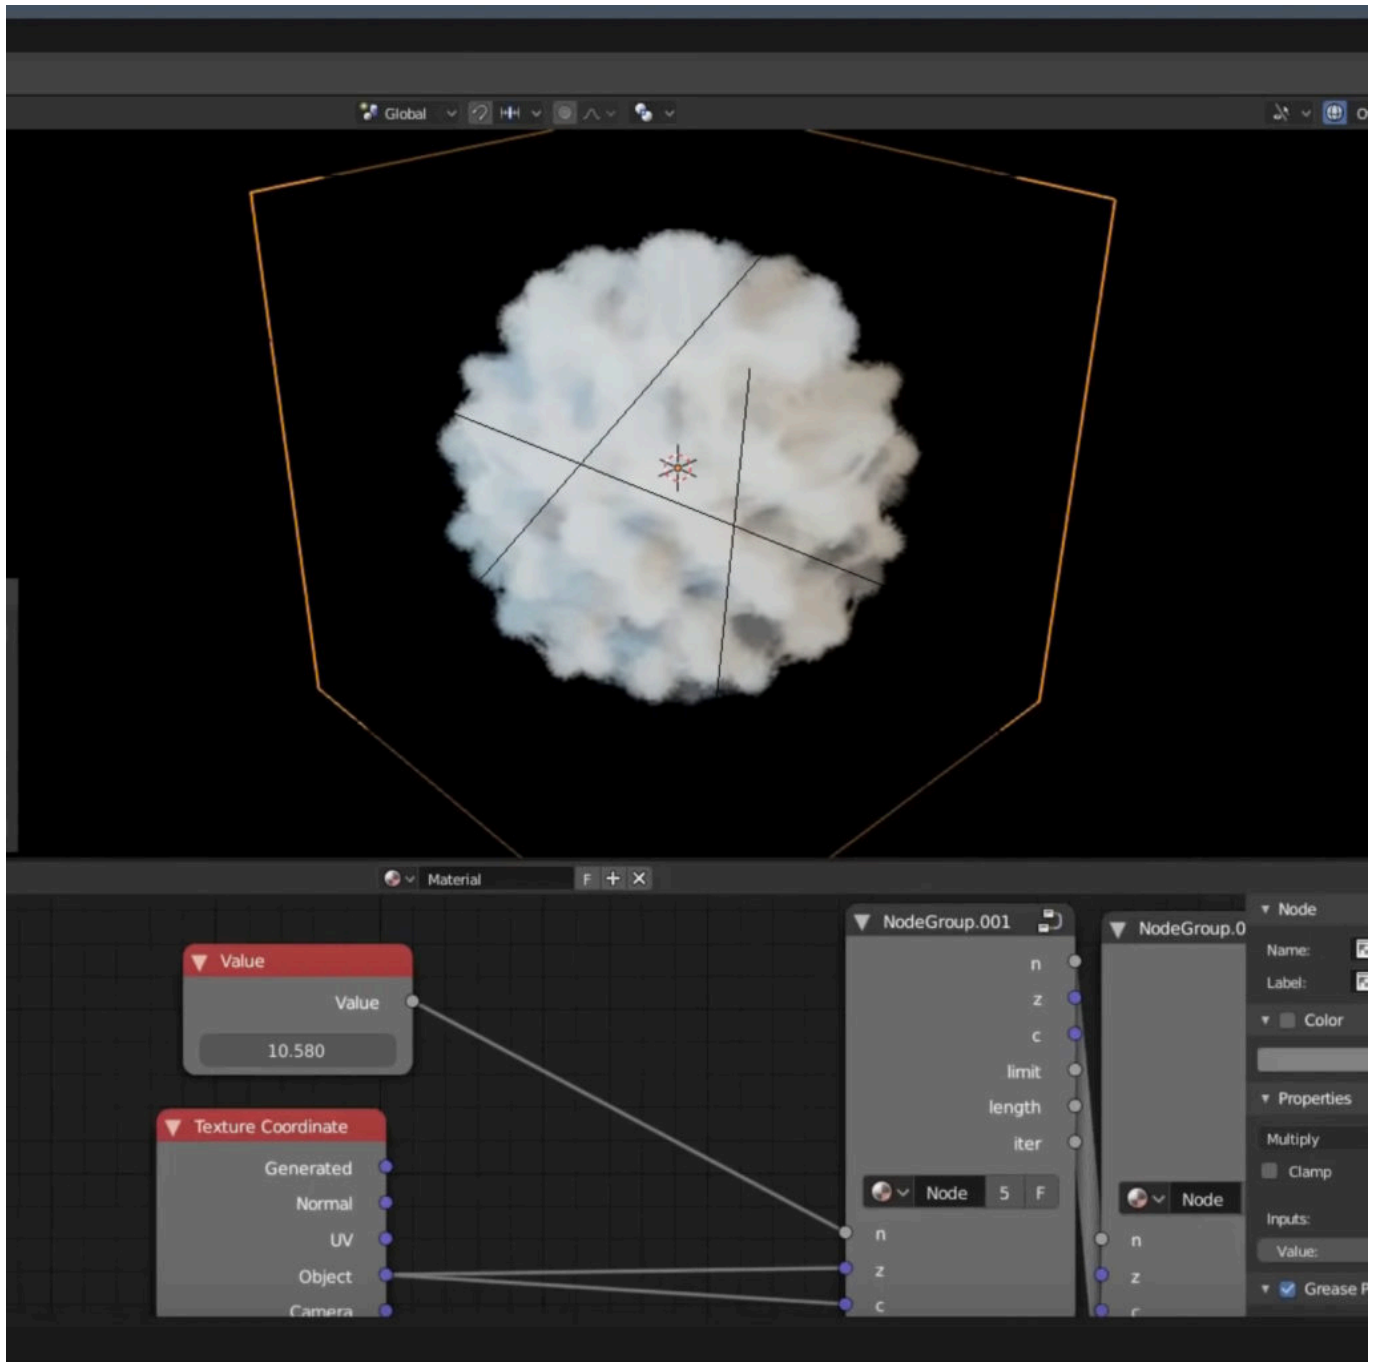 Global
Material F
Value
Value
10.580
Texture Coordinate
Generated
Normal
UV
Object
Camera
NodeGroup.001
n
z
c
limit
length
iter
Node 5 F
n
z
c
NodeGroup.0
Node
n
z
c
Node
Name:
Label:
Color
Properties
Multiply
Clamp
Inputs:
Value:
Grease P